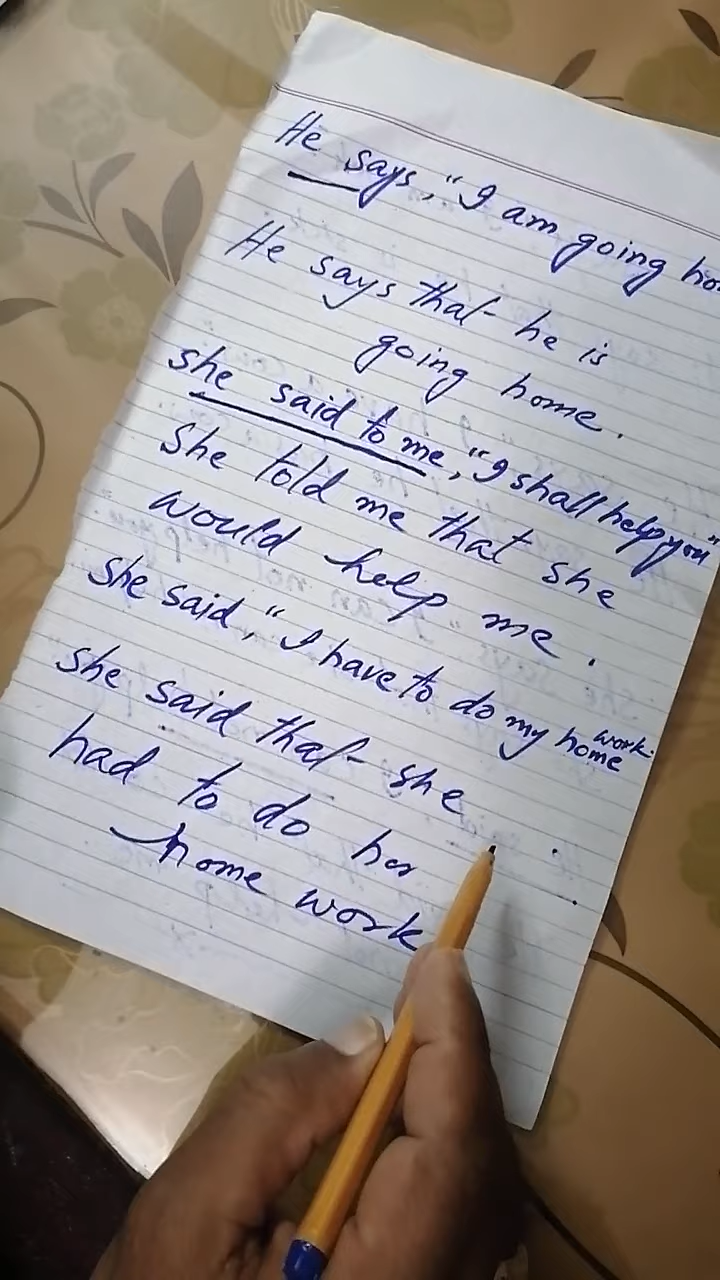 He says, "I am going ho
He says that he is
going home.
she said to me, "I shall help you"
She told me that she
would help me.
She said, "I have to do my home work.
She said that she
had to do her
home work